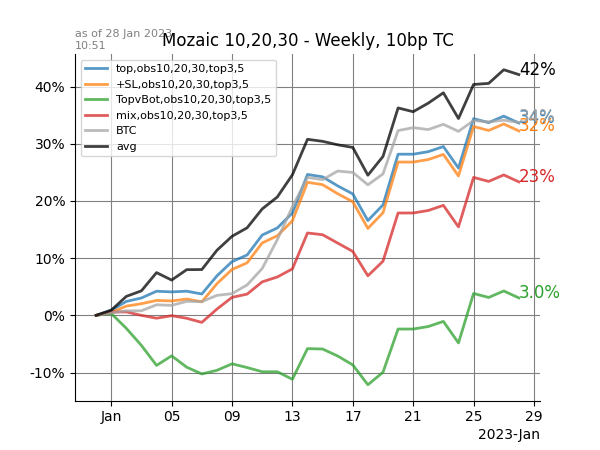 as of 28 Jan 2023
10:51
Mozaic 10,20,30 - Weekly, 10bp TC
top,obs10,20,30,top3,5
+SL,obs10,20,30,top3,5
TopvBot,obs10,20,30,top3,5
mix,obs10,20,30,top3,5
BTC
avg
42%
34%
34%
32%
23%
3.0%
40%
30%
20%
10%
0%
-10%
Jan
05
09
13
17
21
25
29
2023-Jan